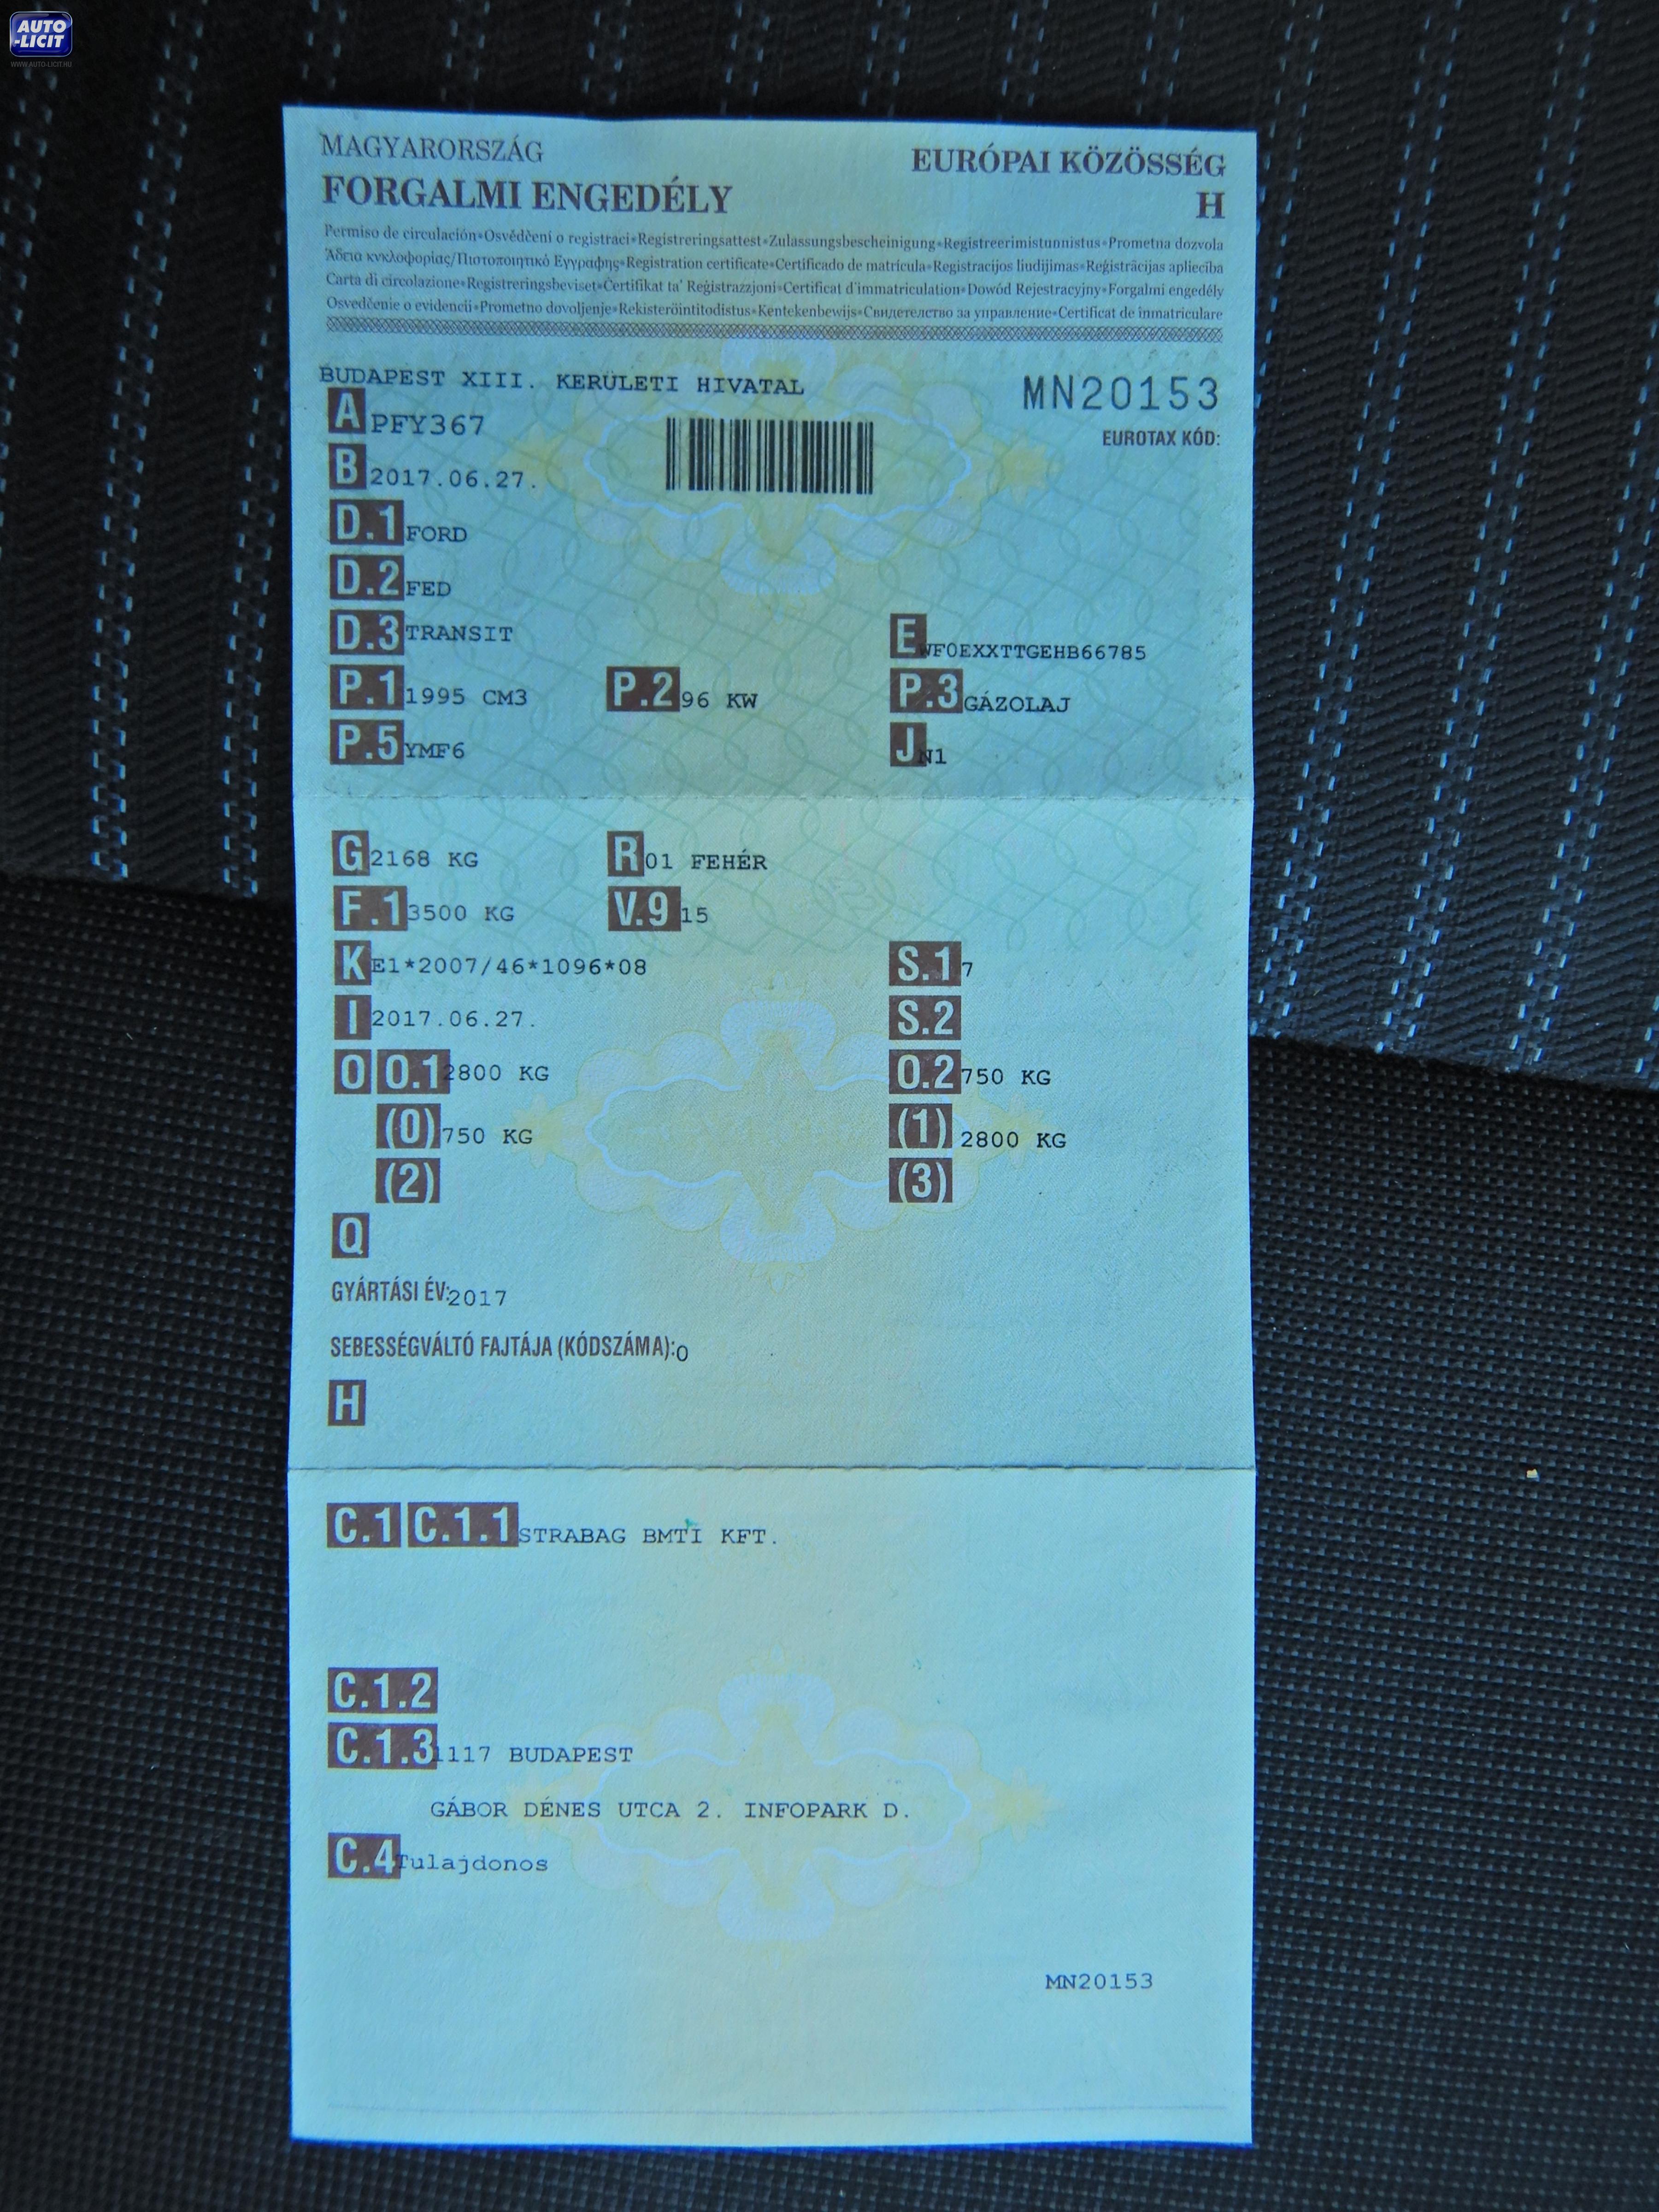 AUTO
-LICIT
WWW.AUTO-LICIT.HU
MAGYARORSZÁG
EURÓPAI KÖZÖSSÉG
FORGALMI ENGEDÉLY
H
Permiso de circulación•Osvědčení o registraci•Registreringsattest•Zulassungsbescheinigung•Registreerimistunnistus•Prometna dozvola
Άδεια κυκλοφορίας/Πιστοποιητικό Εγγραφης•Registration certificate•Certificado de matrícula•Registracijos liudijimas•Reģistrācijas apliecība
Carta di circolazione•Registreringsbeviset•Ċertifikat ta' Reġistrazzjoni•Certificat d'immatriculation•Dowód Rejestracyjny•Forgalmi engedély
Osvedčenie o evidencii•Prometno dovoljenje•Rekisteröintitodistus•Kentekenbewijs•Свидетелство за управление•Certificat de înmatriculare
BUDAPEST XIII. KERÜLETI HIVATAL
MN20153
A PFY367
EUROTAX KÓD:
B 2017.06.27.
D.1 FORD
D.2 FED
D.3 TRANSIT
E WF0EXXTTGEHB66785
P.1 1995 CM3 P.2 96 KW P.3 GÁZOLAJ
P.5 YMF6 J N1
G 2168 KG R 01 FEHÉR
F.1 3500 KG V.9 15
K E1*2007/46*1096*08 S.1 7
I 2017.06.27. S.2
O O.1 2800 KG O.2 750 KG
(0) 750 KG (1) 2800 KG
(2) (3)
Q
GYÁRTÁSI ÉV: 2017
SEBESSÉGVÁLTÓ FAJTÁJA (KÓDSZÁMA): 0
H
C.1 C.1.1 STRABAG BMTI KFT.
C.1.2
C.1.3 1117 BUDAPEST
GÁBOR DÉNES UTCA 2. INFOPARK D.
C.4 Tulajdonos
MN20153